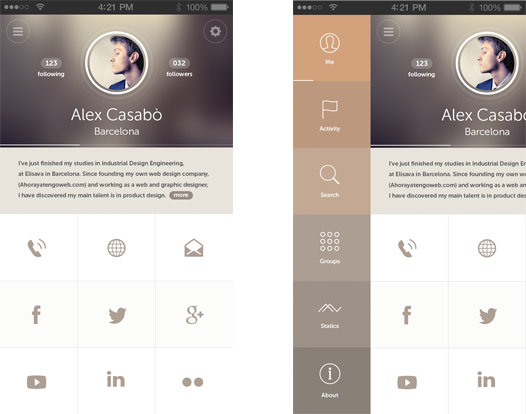 4:21 PM 100%
123 following
032 followers
Alex Casabò
Barcelona
I've just finished my studies in Industrial Design Engineering,
at Elisava in Barcelona. Since founding my own web design company,
(Ahorayatengoweb.com) and working as a web and graphic designer,
I have discovered my main talent is in product design. more
f
g+
in
4:21 PM 100%
Me
Activity
Search
Groups
Statics
i
About
123
following
Alex Casab
Barcelona
I've just finished my studies in Industrial Design En
at Elisava in Barcelona. Since founding my own we
(Ahorayatengoweb.com) and working as a web and
I have discovered my main talent is in product des
f
in